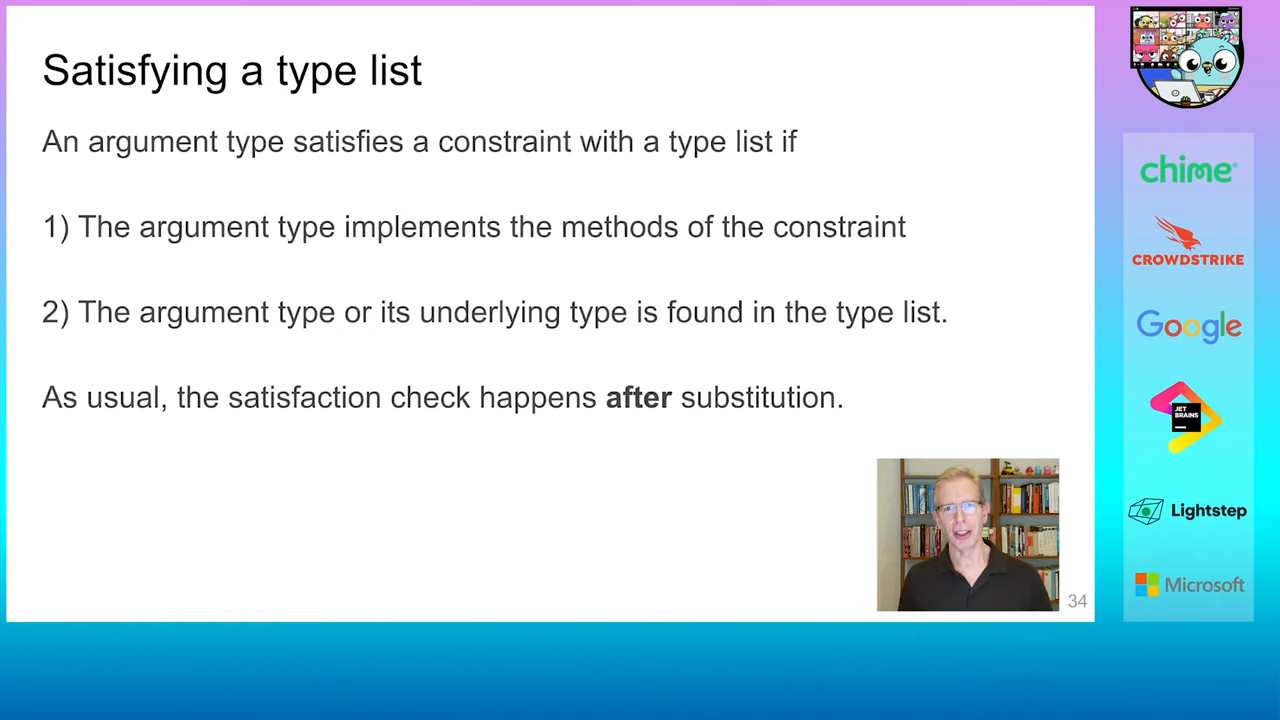 Satisfying a type list
An argument type satisfies a constraint with a type list if
1) The argument type implements the methods of the constraint
2) The argument type or its underlying type is found in the type list.
As usual, the satisfaction check happens after substitution.
34
chime®
CROWDSTRIKE
Google
JET
BRAINS
Lightstep
Microsoft